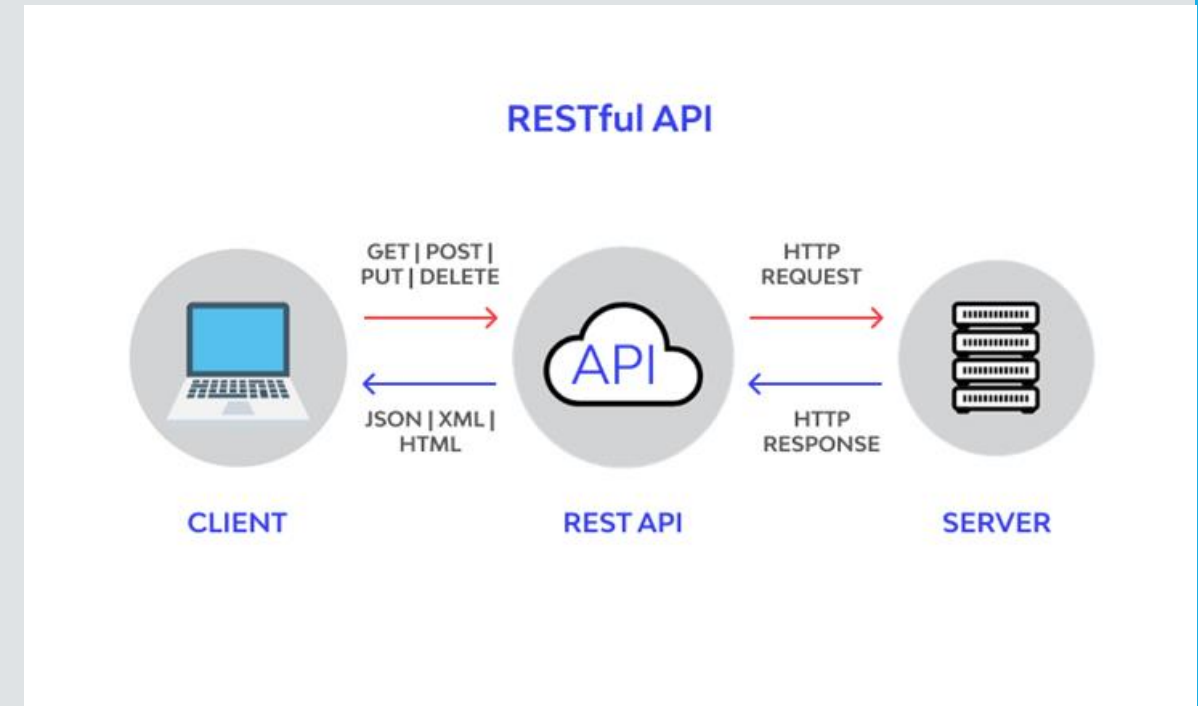 RESTful API
GET | POST |
PUT | DELETE
HTTP
REQUEST
API
JSON | XML |
HTML
HTTP
RESPONSE
CLIENT
REST API
SERVER